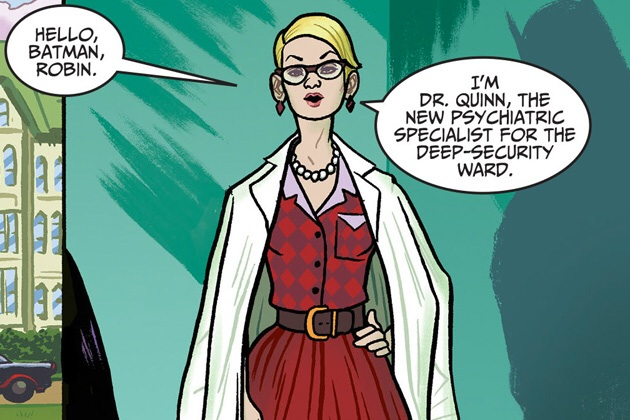 HELLO,
BATMAN,
ROBIN.
I'M
DR. QUINN, THE
NEW PSYCHIATRIC
SPECIALIST FOR THE
DEEP-SECURITY
WARD.